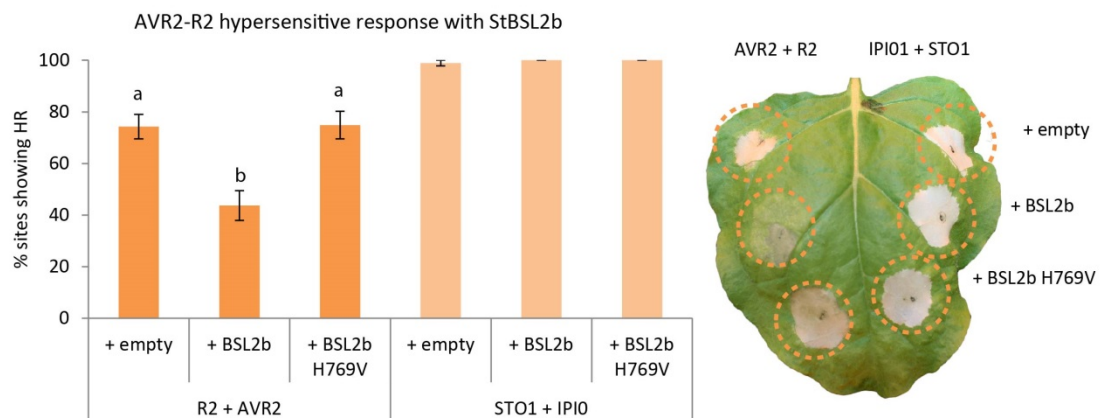 AVR2-R2 hypersensitive response with StBSL2b
% sites showing HR
100
80
60
40
20
0
a
b
a
+ empty
+ BSL2b
+ BSL2b
H769V
+ empty
+ BSL2b
+ BSL2b
H769V
R2 + AVR2
STO1 + IPI0
AVR2 + R2
IPI01 + STO1
+ empty
+ BSL2b
+ BSL2b H769V